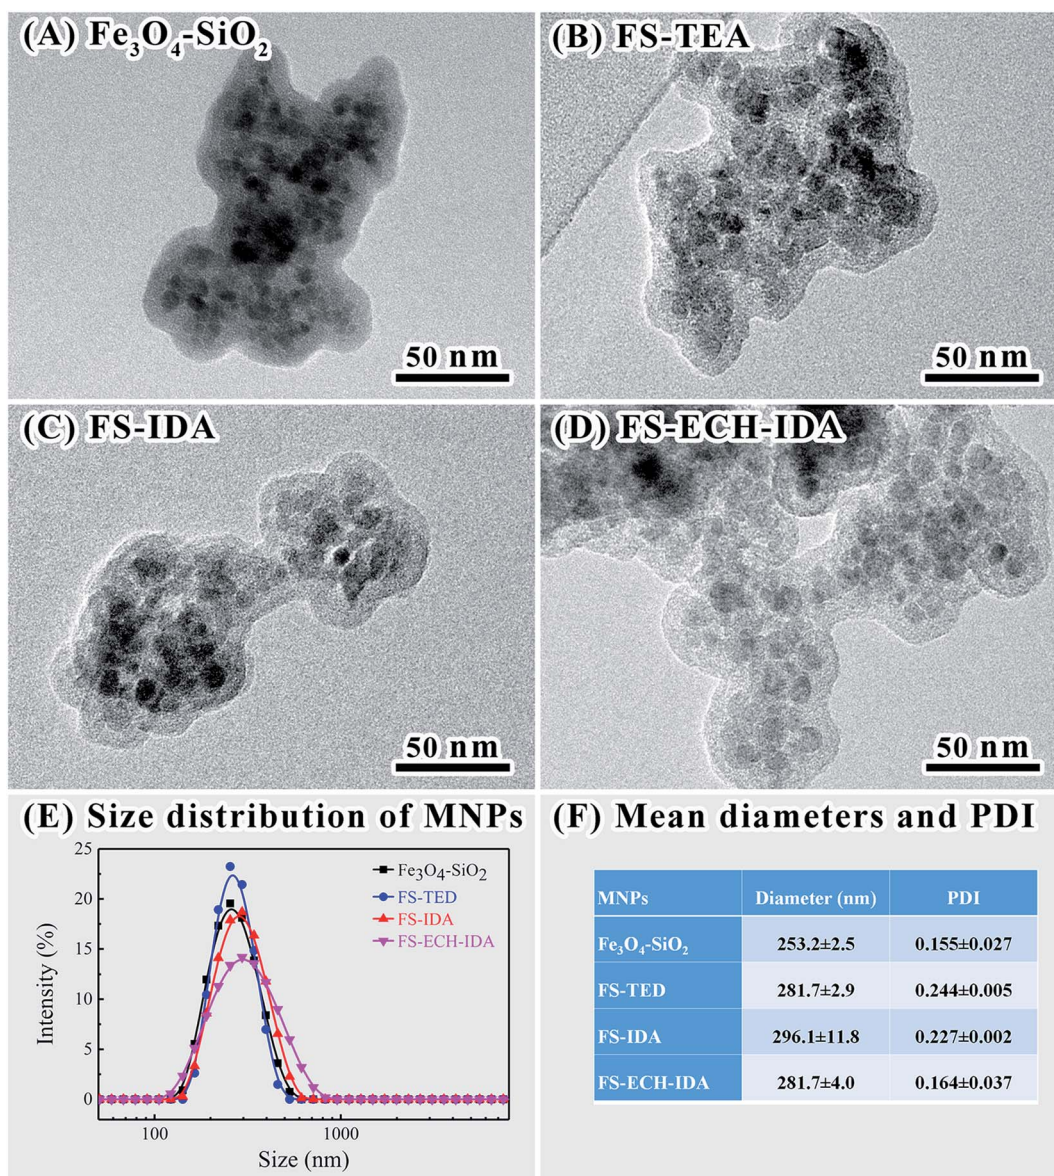 (A) Fe₃O₄-SiO₂
50 nm
(B) FS-TEA
50 nm
(C) FS-IDA
50 nm
(D) FS-ECH-IDA
50 nm
(E) Size distribution of MNPs
25
20
15
10
5
0
Intensity (%)
100
1000
Size (nm)
Fe₃O₄-SiO₂
FS-TED
FS-IDA
FS-ECH-IDA
(F) Mean diameters and PDI
MNPs Diameter (nm) PDI
Fe₃O₄-SiO₂ 253.2±2.5 0.155±0.027
FS-TED 281.7±2.9 0.244±0.005
FS-IDA 296.1±11.8 0.227±0.002
FS-ECH-IDA 281.7±4.0 0.164±0.037